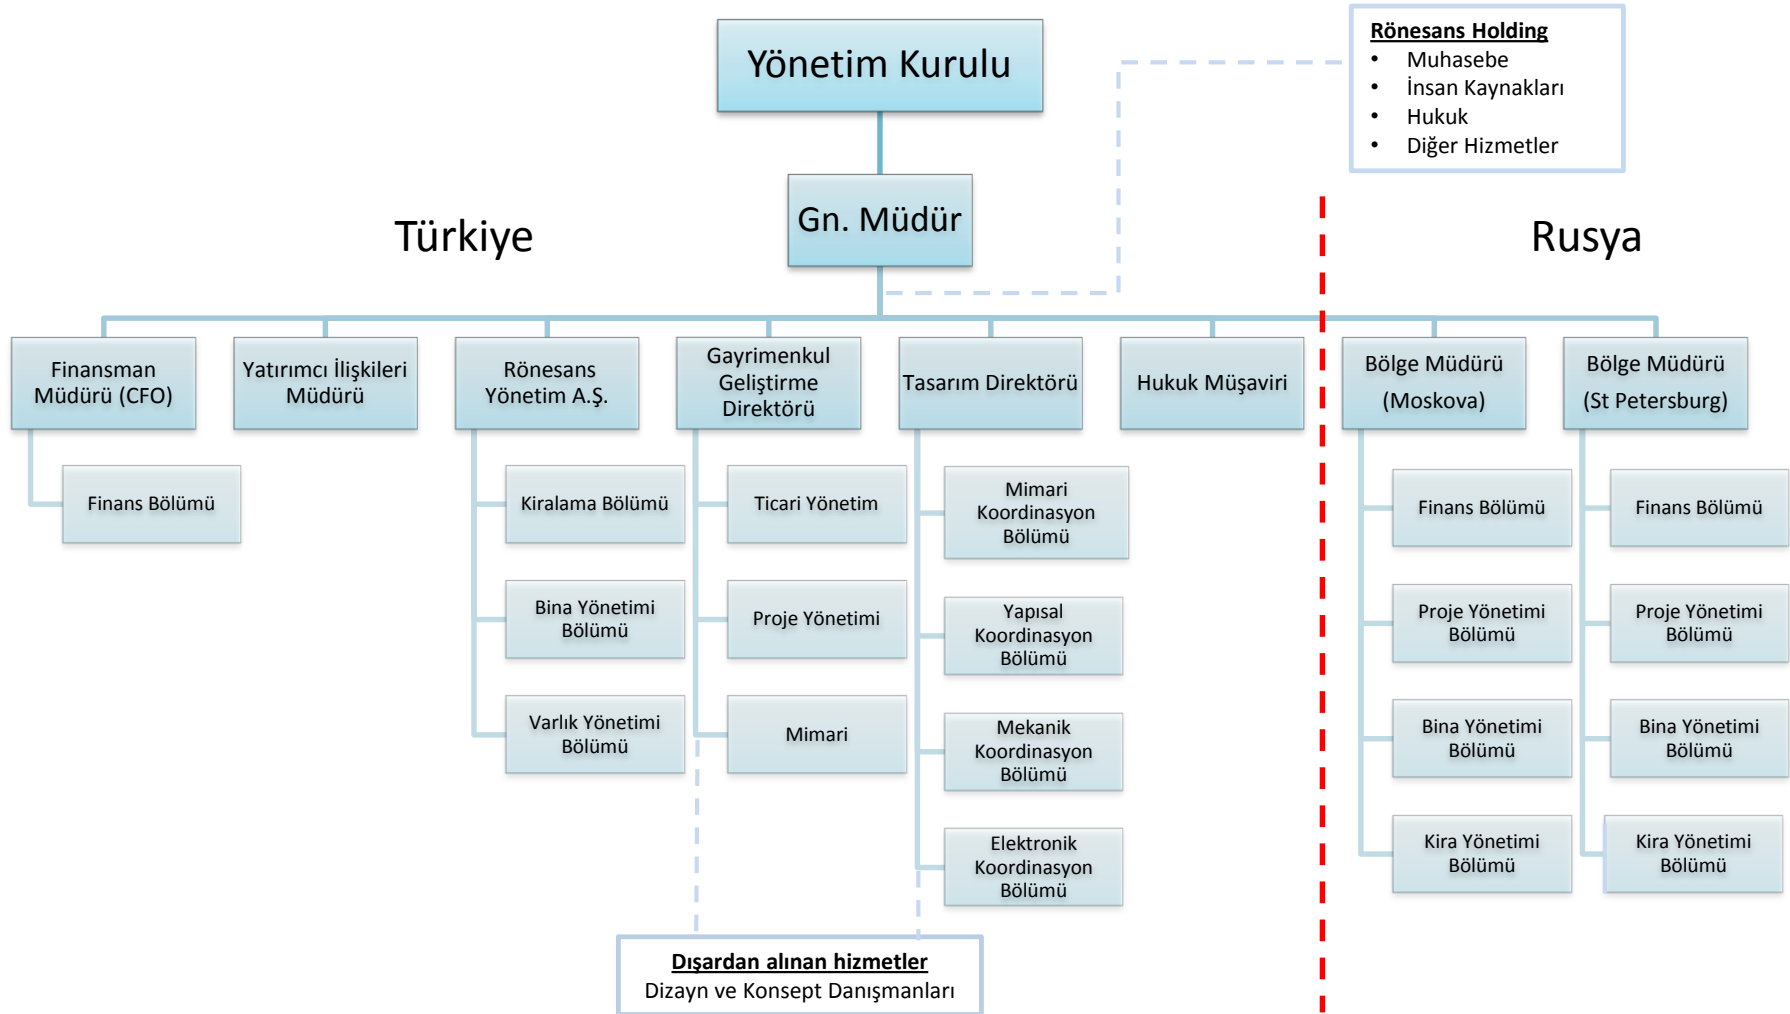 Yönetim Kurulu
Rönesans Holding
• Muhasebe
• İnsan Kaynakları
• Hukuk
• Diğer Hizmetler
Gn. Müdür
Türkiye
Rusya
Finansman
Müdürü (CFO)
Yatırımcı İlişkileri
Müdürü
Rönesans
Yönetim A.Ş.
Gayrimenkul
Geliştirme
Direktörü
Tasarım Direktörü
Hukuk Müşaviri
Bölge Müdürü
(Moskova)
Bölge Müdürü
(St Petersburg)
Finans Bölümü
Kiralama Bölümü
Bina Yönetimi
Bölümü
Varlık Yönetimi
Bölümü
Ticari Yönetim
Proje Yönetimi
Mimari
Mimari
Koordinasyon
Bölümü
Yapısal
Koordinasyon
Bölümü
Mekanik
Koordinasyon
Bölümü
Elektronik
Koordinasyon
Bölümü
Finans Bölümü
Proje Yönetimi
Bölümü
Bina Yönetimi
Bölümü
Kira Yönetimi
Bölümü
Finans Bölümü
Proje Yönetimi
Bölümü
Bina Yönetimi
Bölümü
Kira Yönetimi
Bölümü
Dışardan alınan hizmetler
Dizayn ve Konsept Danışmanları